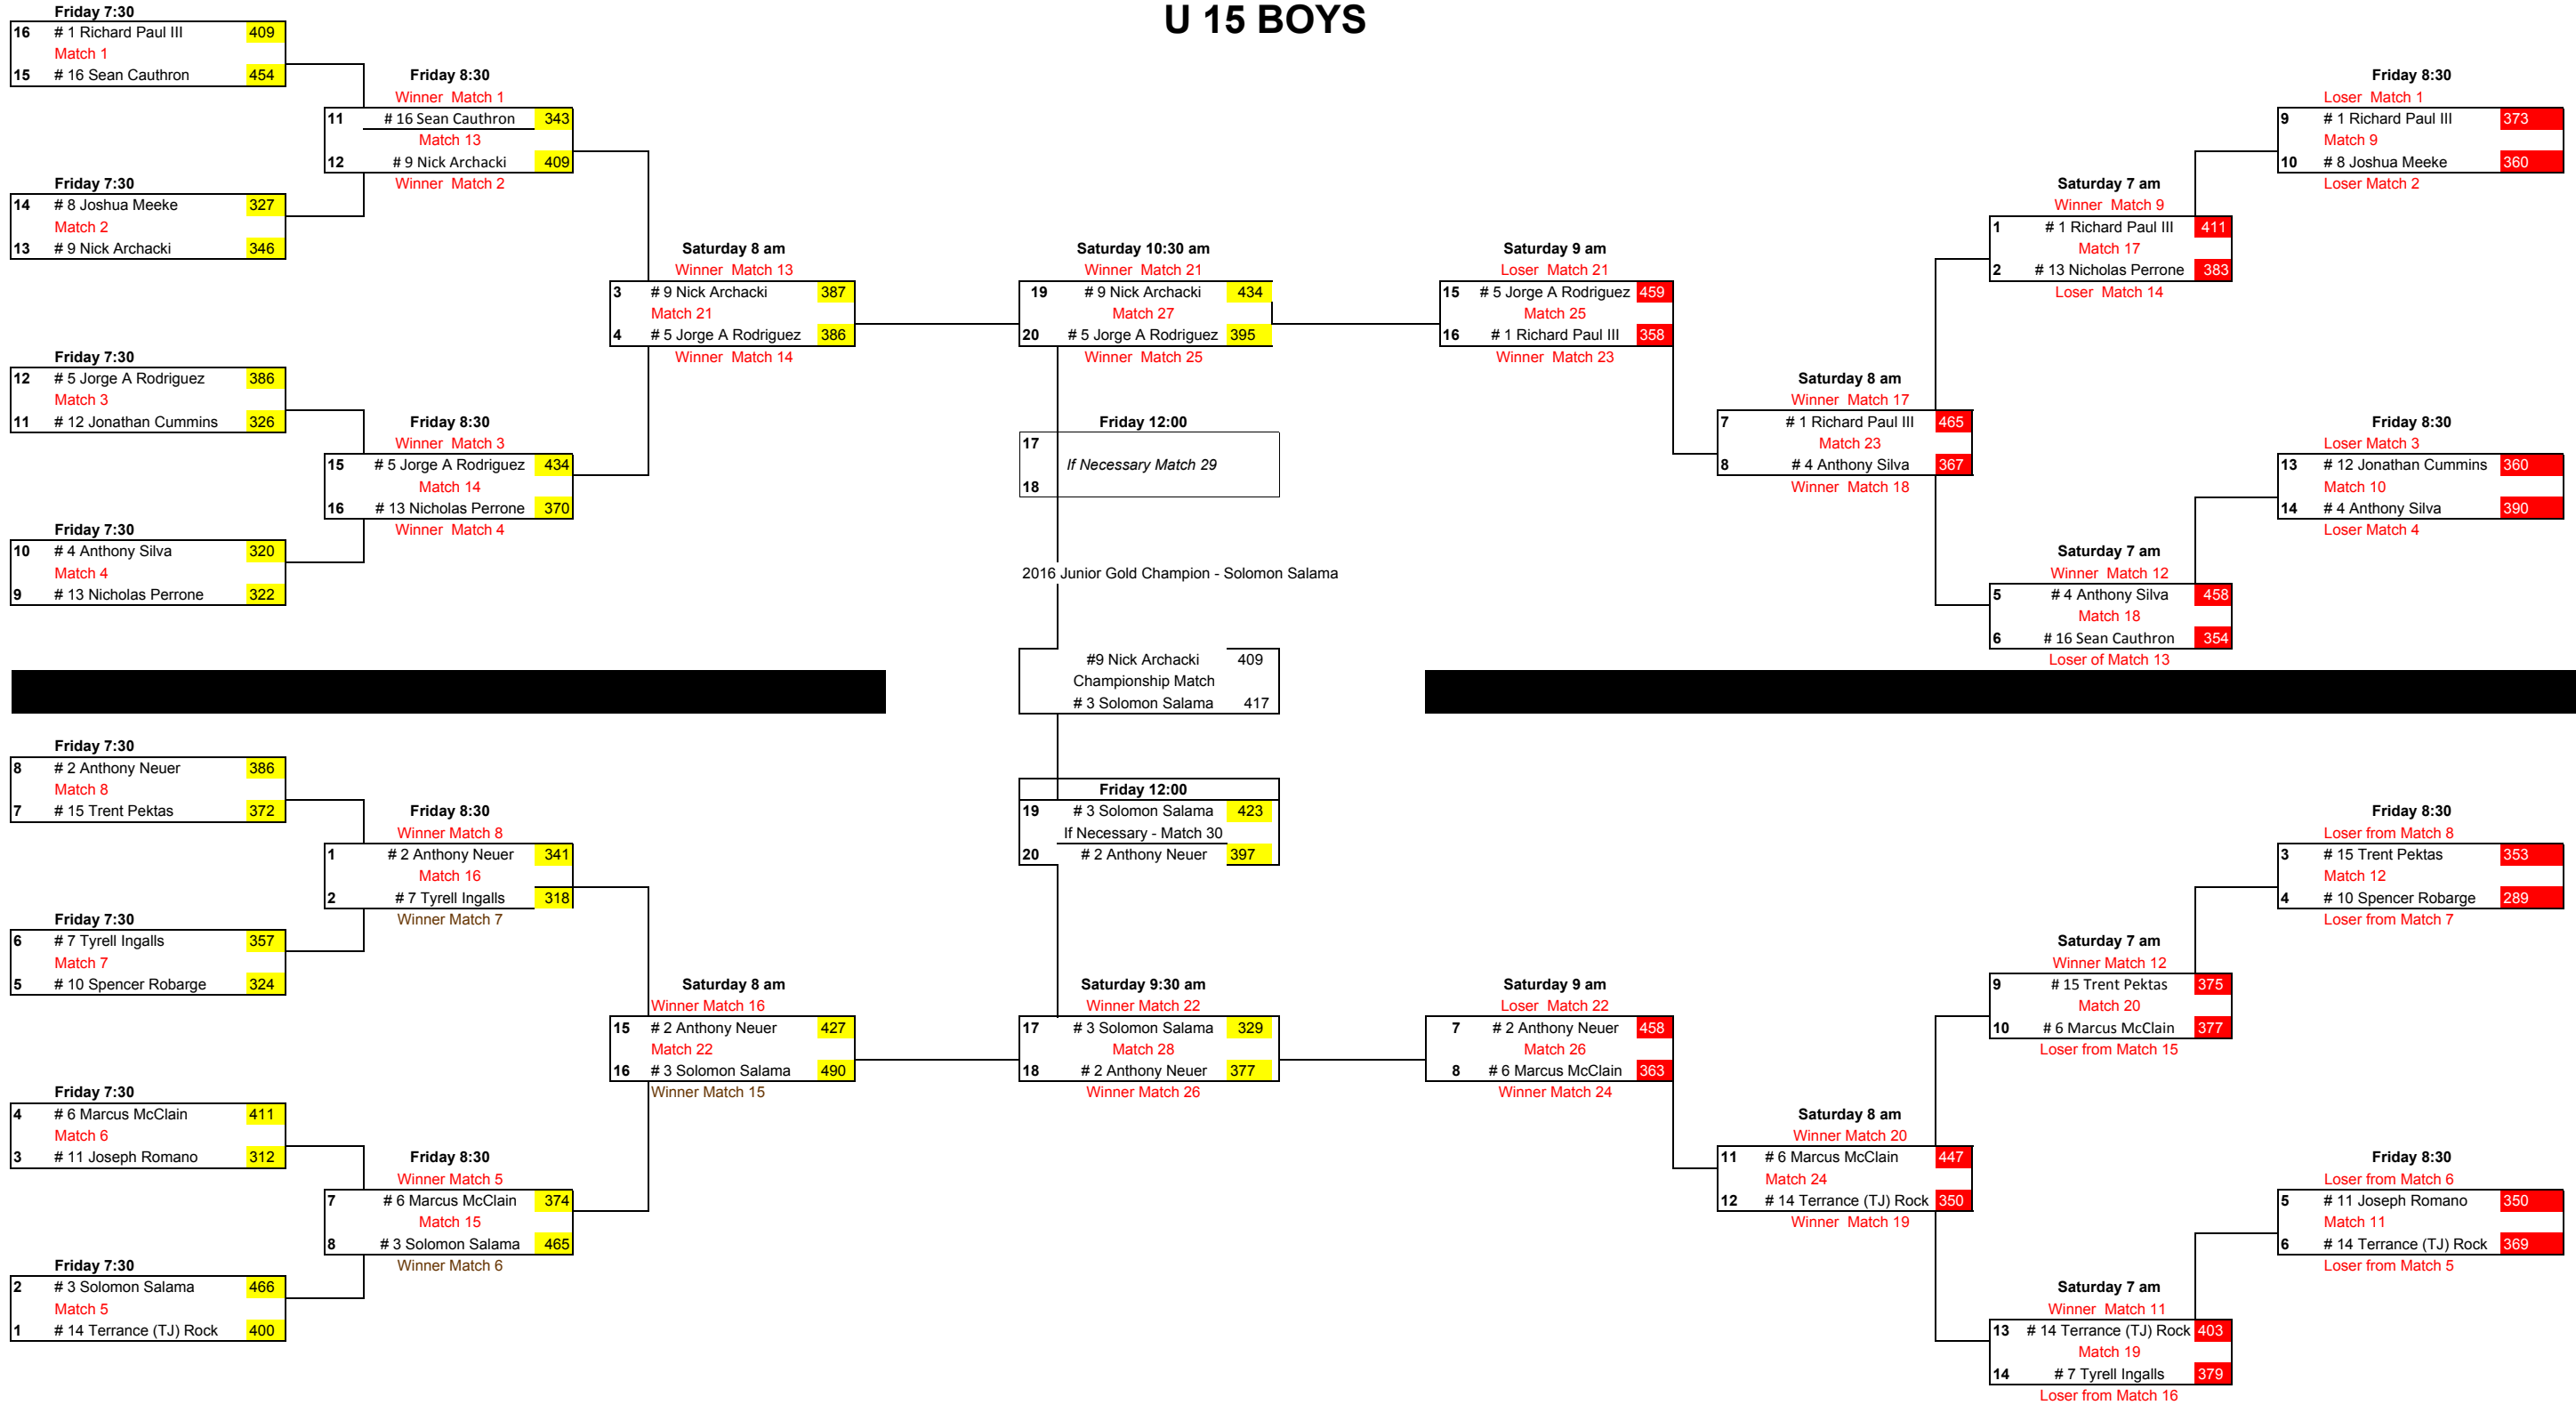 U 15 BOYS
Friday 7:30
16 # 1 Richard Paul III 409
Match 1
15 # 16 Sean Cauthron 454
Friday 7:30
14 # 8 Joshua Meeke 327
Match 2
13 # 9 Nick Archacki 346
Friday 7:30
12 # 5 Jorge A Rodriguez 386
Match 3
11 # 12 Jonathan Cummins 326
Friday 7:30
10 # 4 Anthony Silva 320
Match 4
9 # 13 Nicholas Perrone 322
Friday 8:30
Winner Match 1
11 # 16 Sean Cauthron 343
Match 13
12 # 9 Nick Archacki 409
Winner Match 2
Friday 8:30
Winner Match 3
15 # 5 Jorge A Rodriguez 434
Match 14
16 # 13 Nicholas Perrone 370
Winner Match 4
Saturday 8 am
Winner Match 13
3 # 9 Nick Archacki 387
Match 21
4 # 5 Jorge A Rodriguez 386
Winner Match 14
Saturday 10:30 am
Winner Match 21
19 # 9 Nick Archacki 434
Match 27
20 # 5 Jorge A Rodriguez 395
Winner Match 25
Friday 12:00
17
If Necessary Match 29
18
2016 Junior Gold Champion - Solomon Salama
#9 Nick Archacki 409
Championship Match
# 3 Solomon Salama 417
Saturday 9 am
Loser Match 21
15 # 5 Jorge A Rodriguez 459
Match 25
16 # 1 Richard Paul III 358
Winner Match 23
Saturday 8 am
Winner Match 17
7 # 1 Richard Paul III 465
Match 23
8 # 4 Anthony Silva 367
Winner Match 18
Saturday 7 am
Winner Match 9
1 # 1 Richard Paul III 411
Match 17
2 # 13 Nicholas Perrone 383
Loser Match 14
Saturday 7 am
Winner Match 12
5 # 4 Anthony Silva 458
Match 18
6 # 16 Sean Cauthron 354
Loser of Match 13
Friday 8:30
Loser Match 1
9 # 1 Richard Paul III 373
Match 9
10 # 8 Joshua Meeke 360
Loser Match 2
Friday 8:30
Loser Match 3
13 # 12 Jonathan Cummins 360
Match 10
14 # 4 Anthony Silva 390
Loser Match 4
Friday 7:30
8 # 2 Anthony Neuer 386
Match 8
7 # 15 Trent Pektas 372
Friday 7:30
6 # 7 Tyrell Ingalls 357
Match 7
5 # 10 Spencer Robarge 324
Friday 7:30
4 # 6 Marcus McClain 411
Match 6
3 # 11 Joseph Romano 312
Friday 7:30
2 # 3 Solomon Salama 466
Match 5
1 # 14 Terrance (TJ) Rock 400
Friday 8:30
Winner Match 8
1 # 2 Anthony Neuer 341
Match 16
2 # 7 Tyrell Ingalls 318
Winner Match 7
Friday 8:30
Winner Match 5
7 # 6 Marcus McClain 374
Match 15
8 # 3 Solomon Salama 465
Winner Match 6
Saturday 8 am
Winner Match 16
15 # 2 Anthony Neuer 427
Match 22
16 # 3 Solomon Salama 490
Winner Match 15
Friday 12:00
19 # 3 Solomon Salama 423
If Necessary - Match 30
20 # 2 Anthony Neuer 397
Saturday 9:30 am
Winner Match 22
17 # 3 Solomon Salama 329
Match 28
18 # 2 Anthony Neuer 377
Winner Match 26
Saturday 9 am
Loser Match 22
7 # 2 Anthony Neuer 458
Match 26
8 # 6 Marcus McClain 363
Winner Match 24
Saturday 8 am
Winner Match 20
11 # 6 Marcus McClain 447
Match 24
12 # 14 Terrance (TJ) Rock 350
Winner Match 19
Saturday 7 am
Winner Match 12
9 # 15 Trent Pektas 375
Match 20
10 # 6 Marcus McClain 377
Loser from Match 15
Saturday 7 am
Winner Match 11
13 # 14 Terrance (TJ) Rock 403
Match 19
14 # 7 Tyrell Ingalls 379
Loser from Match 16
Friday 8:30
Loser from Match 8
3 # 15 Trent Pektas 353
Match 12
4 # 10 Spencer Robarge 289
Loser from Match 7
Friday 8:30
Loser from Match 6
5 # 11 Joseph Romano 350
Match 11
6 # 14 Terrance (TJ) Rock 369
Loser from Match 5